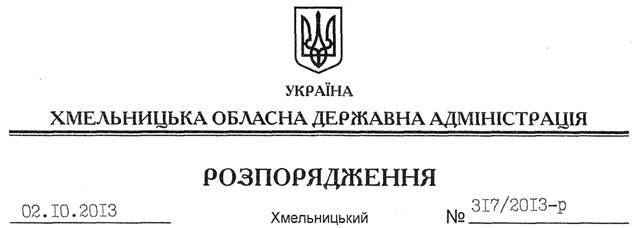 УКРАЇНА
ХМЕЛЬНИЦЬКА ОБЛАСНА ДЕРЖАВНА АДМІНІСТРАЦІЯ
РОЗПОРЯДЖЕННЯ
02.10.2013 Хмельницький № 317/2013-р